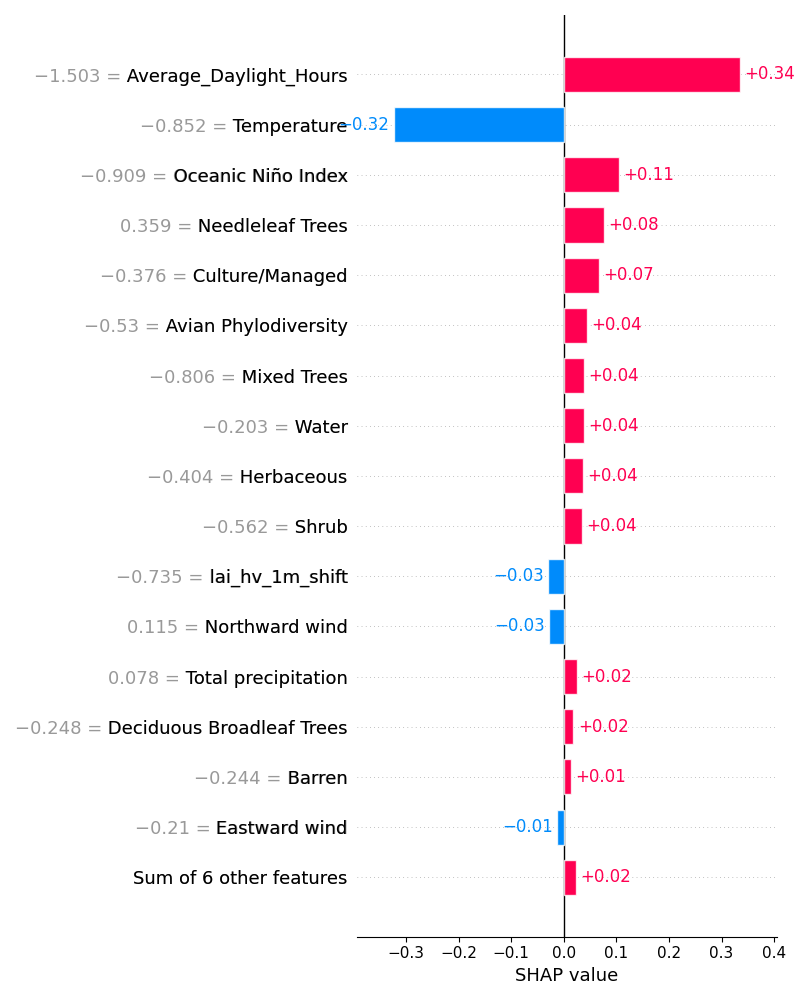 −1.503 = Average_Daylight_Hours +0.34
−0.852 = Temperature −0.32
−0.909 = Oceanic Niño Index +0.11
0.359 = Needleleaf Trees +0.08
−0.376 = Culture/Managed +0.07
−0.53 = Avian Phylodiversity +0.04
−0.806 = Mixed Trees +0.04
−0.203 = Water +0.04
−0.404 = Herbaceous +0.04
−0.562 = Shrub +0.04
−0.735 = lai_hv_1m_shift −0.03
0.115 = Northward wind −0.03
0.078 = Total precipitation +0.02
−0.248 = Deciduous Broadleaf Trees +0.02
−0.244 = Barren +0.01
−0.21 = Eastward wind −0.01
Sum of 6 other features +0.02
−0.3 −0.2 −0.1 0.0 0.1 0.2 0.3 0.4
SHAP value